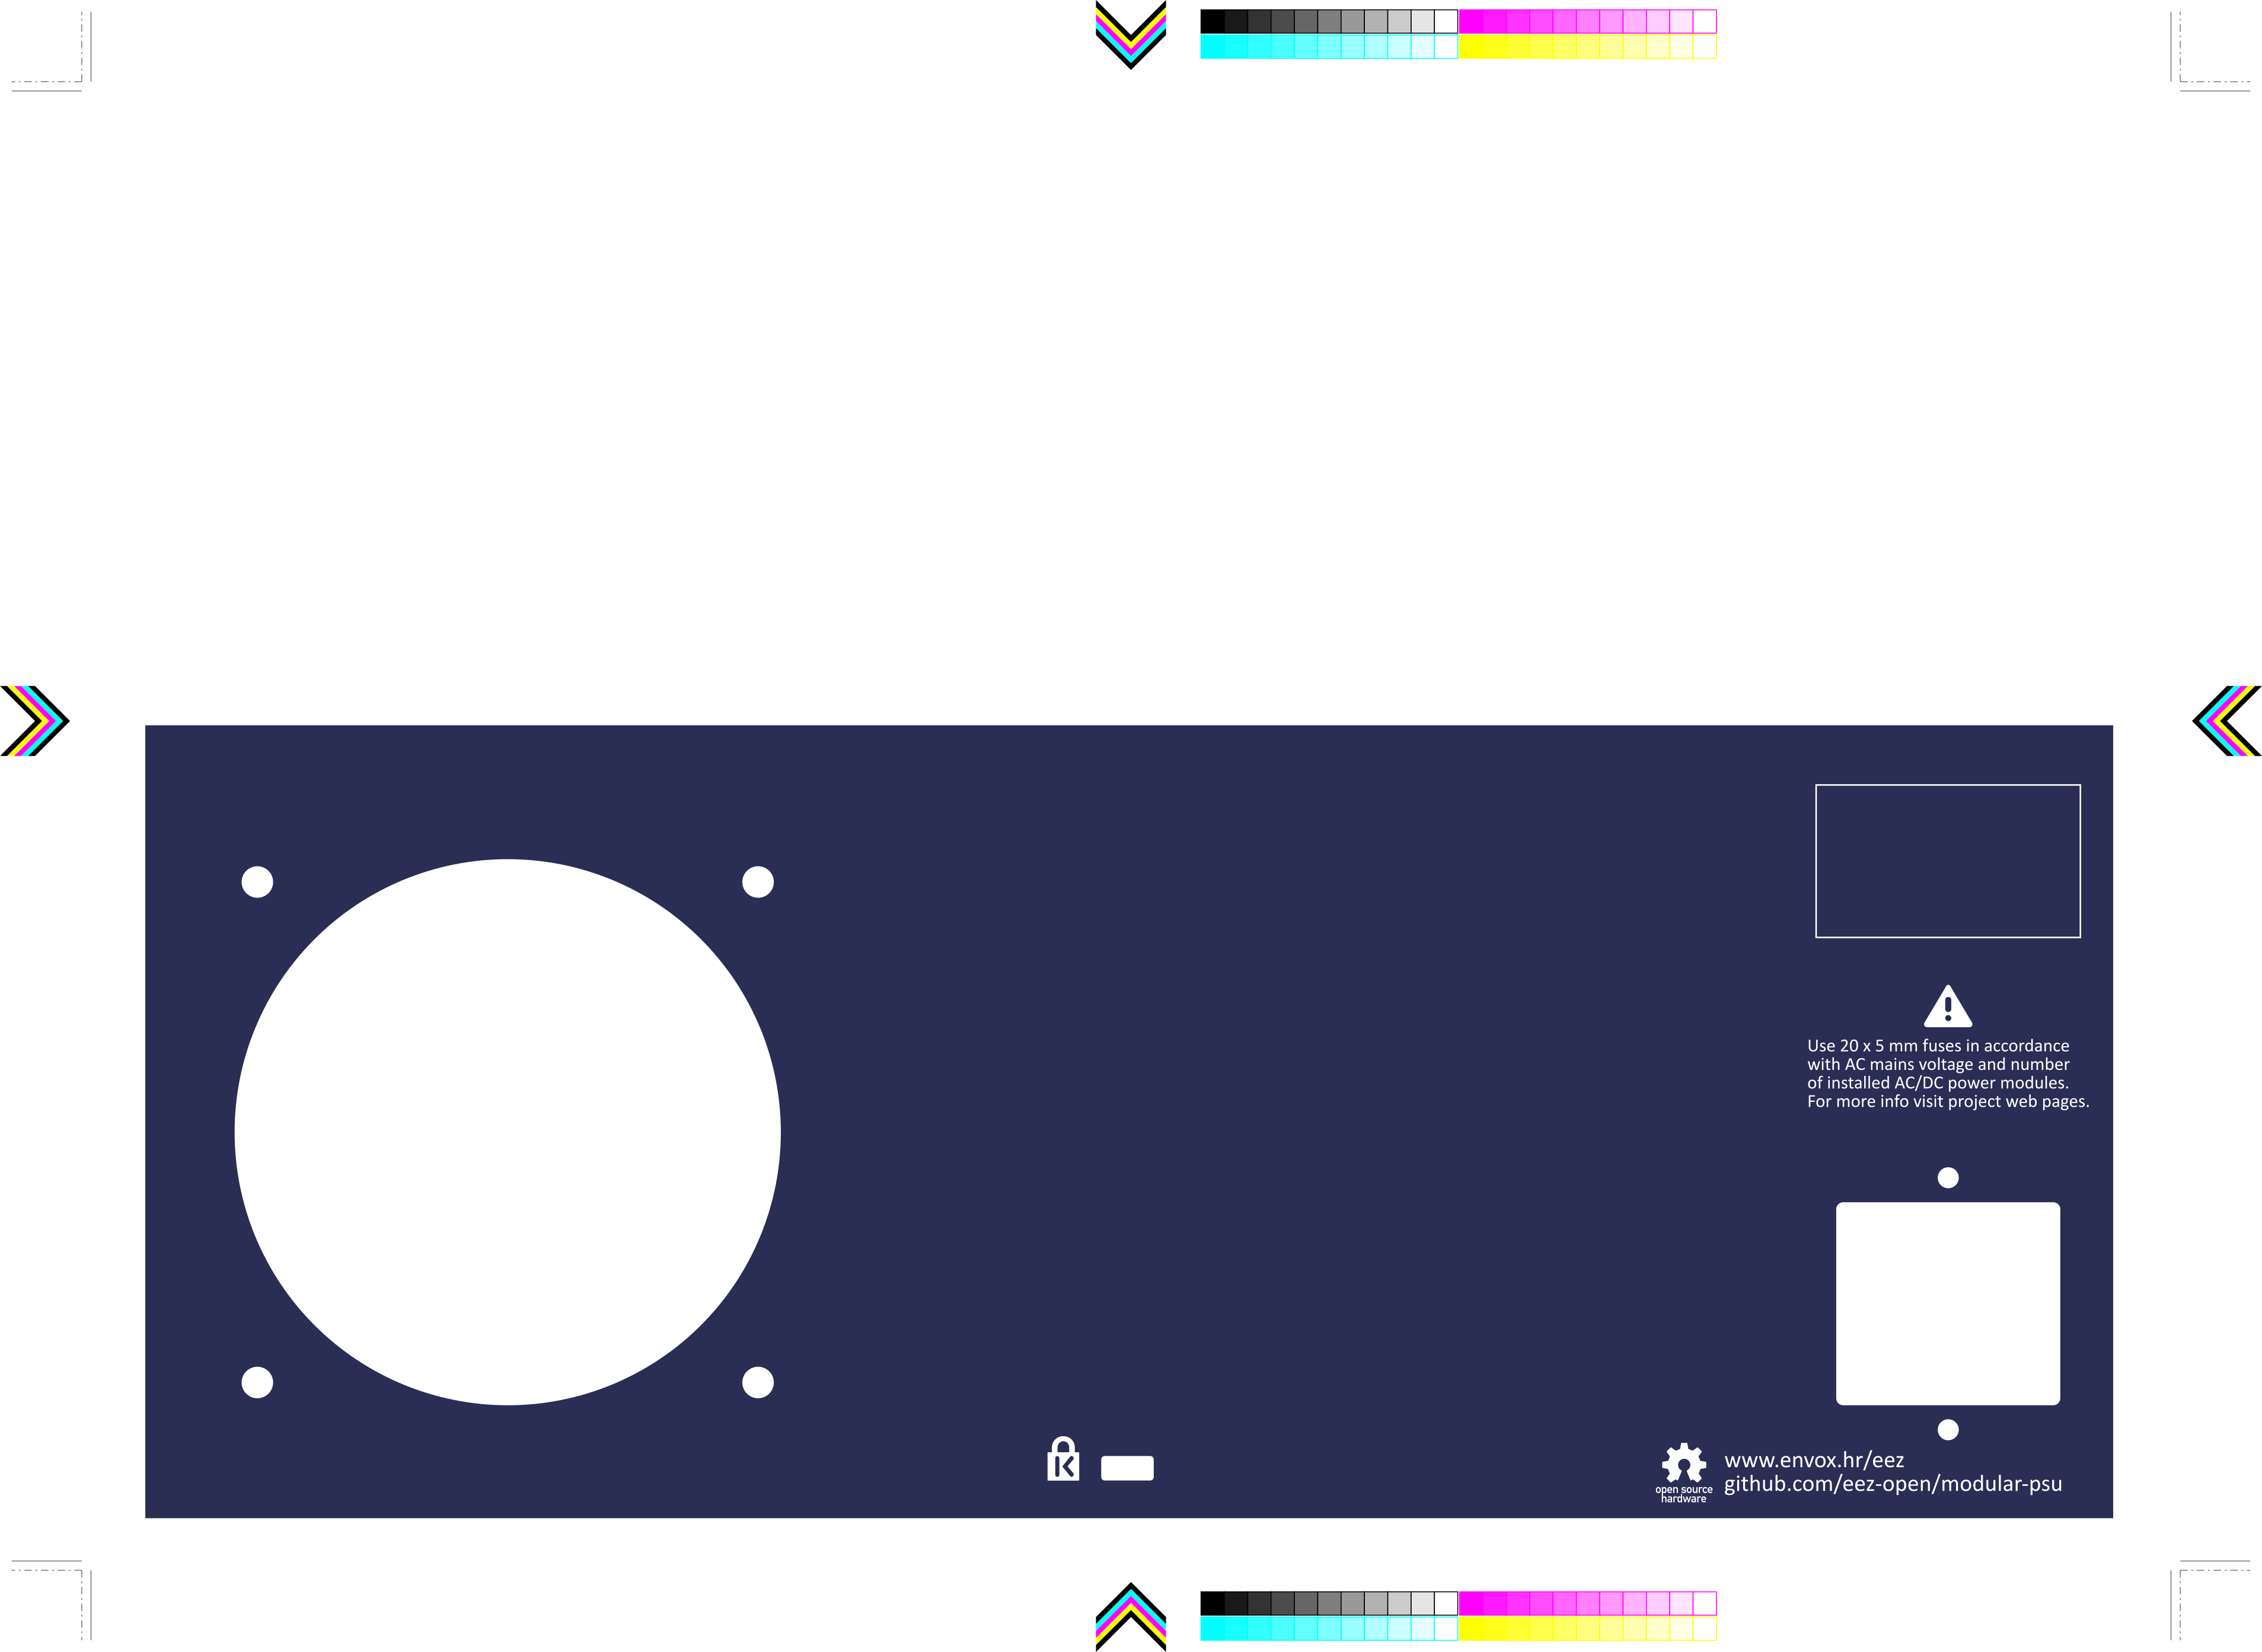 Use 20 x 5 mm fuses in accordance
with AC mains voltage and number
of installed AC/DC power modules.
For more info visit project web pages.
K
www.envox.hr/eez
github.com/eez-open/modular-psu
open source
hardware